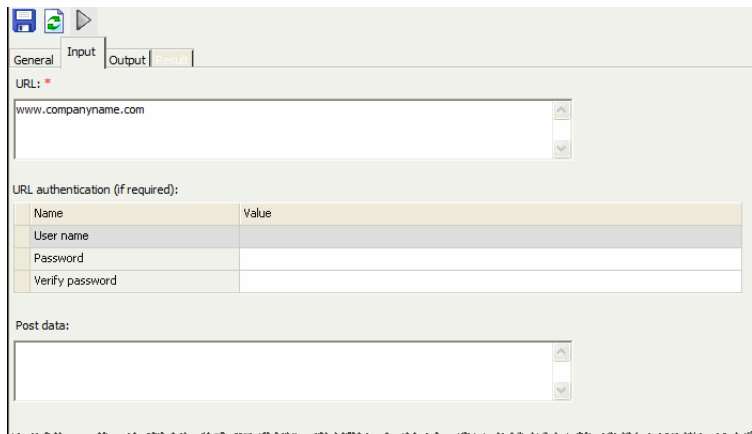 General Input Output Result
URL: *
www.companyname.com
URL authentication (if required):
Name Value
User name
Password
Verify password
Post data: